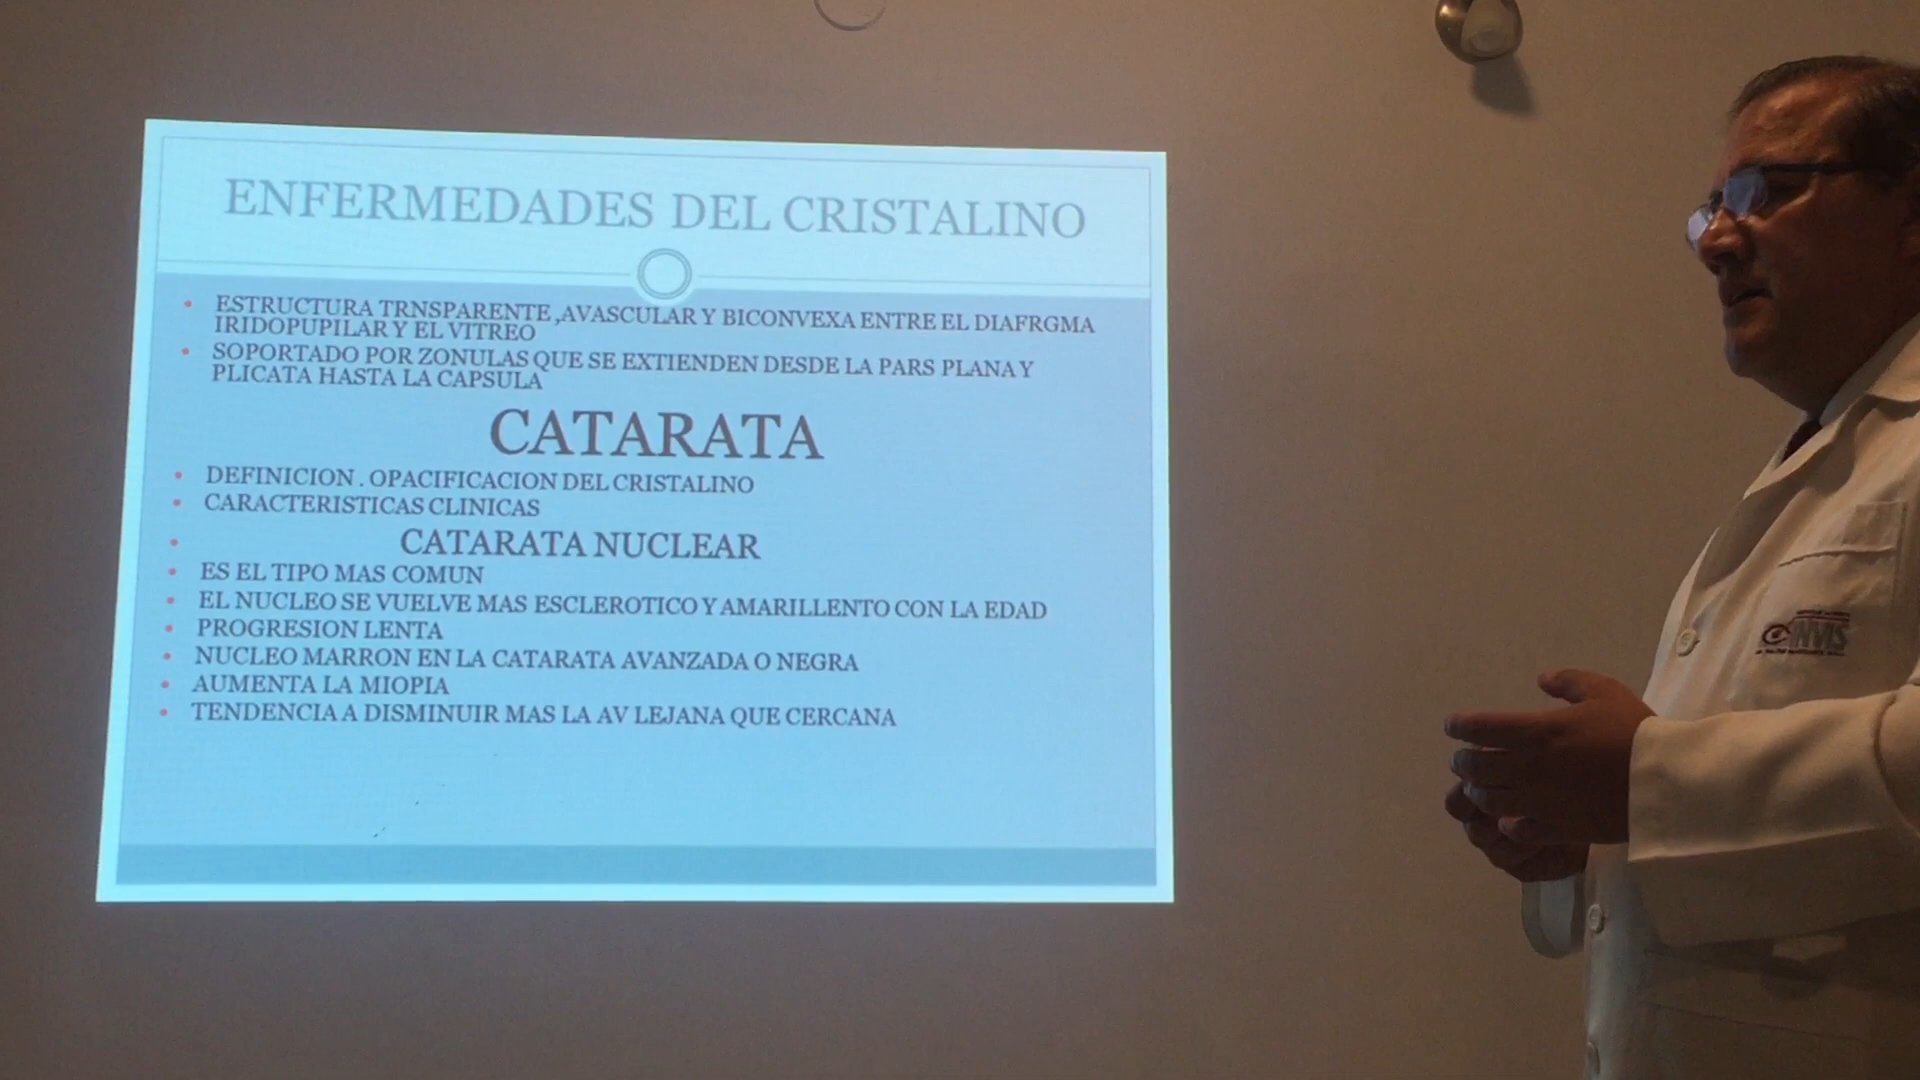 ENFERMEDADES DEL CRISTALINO
• ESTRUCTURA TRNSPARENTE ,AVASCULAR Y BICONVEXA ENTRE EL DIAFRGMA
IRIDOPUPILAR Y EL VITREO
• SOPORTADO POR ZONULAS QUE SE EXTIENDEN DESDE LA PARS PLANA Y
PLICATA HASTA LA CAPSULA
CATARATA
• DEFINICION . OPACIFICACION DEL CRISTALINO
• CARACTERISTICAS CLINICAS
• CATARATA NUCLEAR
• ES EL TIPO MAS COMUN
• EL NUCLEO SE VUELVE MAS ESCLEROTICO Y AMARILLENTO CON LA EDAD
• PROGRESION LENTA
• NUCLEO MARRON EN LA CATARATA AVANZADA O NEGRA
• AUMENTA LA MIOPIA
• TENDENCIA A DISMINUIR MAS LA AV LEJANA QUE CERCANA
INVIS